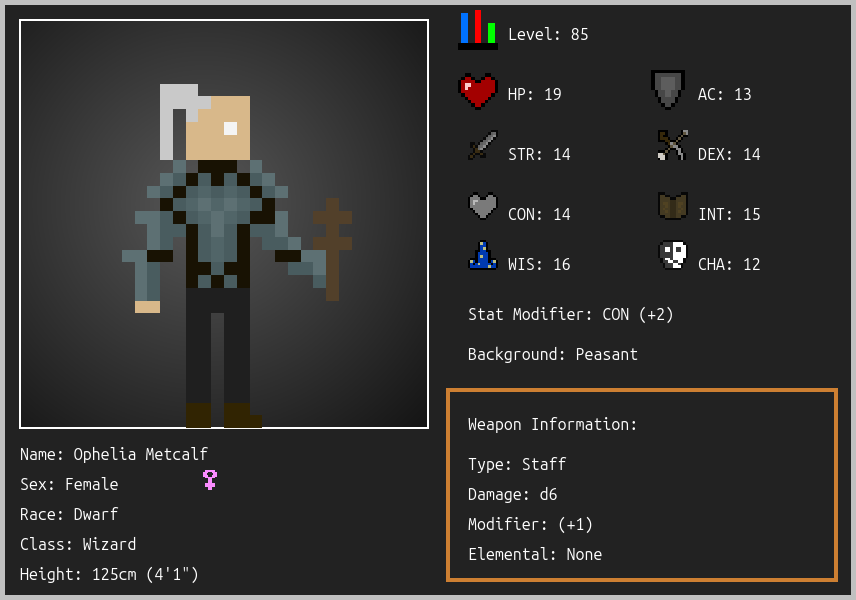 Level: 85
HP: 19
AC: 13
STR: 14
DEX: 14
CON: 14
INT: 15
WIS: 16
CHA: 12
Stat Modifier: CON (+2)
Background: Peasant
Weapon Information:
Type: Staff
Damage: d6
Modifier: (+1)
Elemental: None
Name: Ophelia Metcalf
Sex: Female
Race: Dwarf
Class: Wizard
Height: 125cm (4'1")